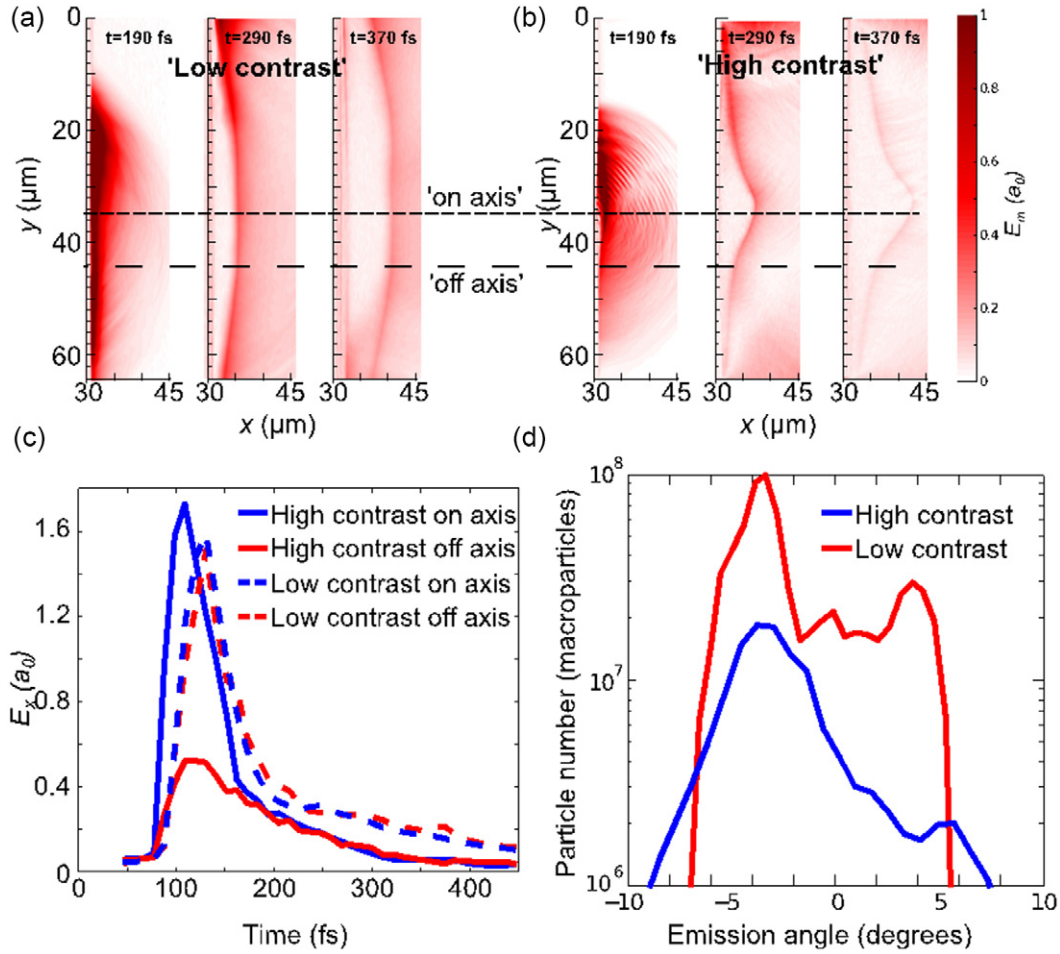 (a)
(b)
t=190 fs t=290 fs t=370 fs
'Low contrast'
t=190 fs t=290 fs t=370 fs
'High contrast'
0
20
40
60
y (µm)
30 45 30 45 30 45
x (µm)
'on axis'
'off axis'
0
20
40
60
y (µm)
30 45 30 45 30 45
x (µm)
1
0.8
0.6
0.4
0.2
0
E_m (a_0)
(c)
High contrast on axis
High contrast off axis
Low contrast on axis
Low contrast off axis
1.6
1.2
0.8
0.4
0
E_x (a_0)
0 100 200 300 400
Time (fs)
(d)
High contrast
Low contrast
10^8
10^7
10^6
Particle number (macroparticles)
−10 −5 0 5 10
Emission angle (degrees)